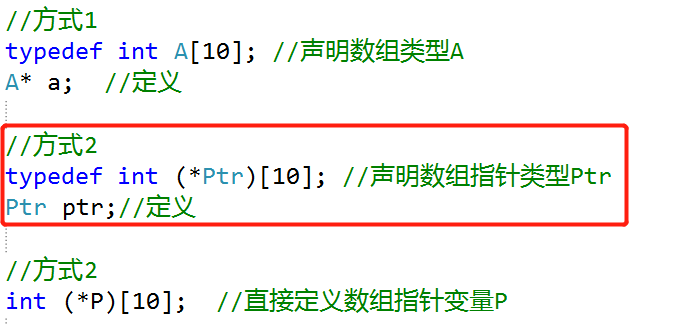 //方式1
typedef int A[10]; //声明数组类型A
A* a;  //定义
//方式2
typedef int (*Ptr)[10]; //声明数组指针类型Ptr
Ptr ptr;//定义
//方式2
int (*P)[10];  //直接定义数组指针变量P